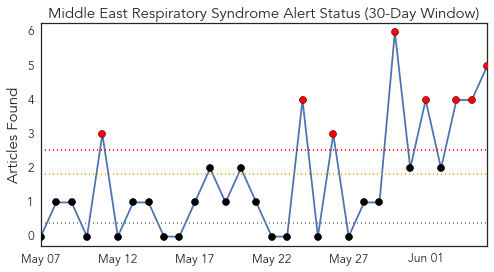 Middle East Respiratory Syndrome Alert Status (30-Day Window)
Articles Found
6
5
4
3
2
1
0
May 07 May 12 May 17 May 22 May 27 Jun 01